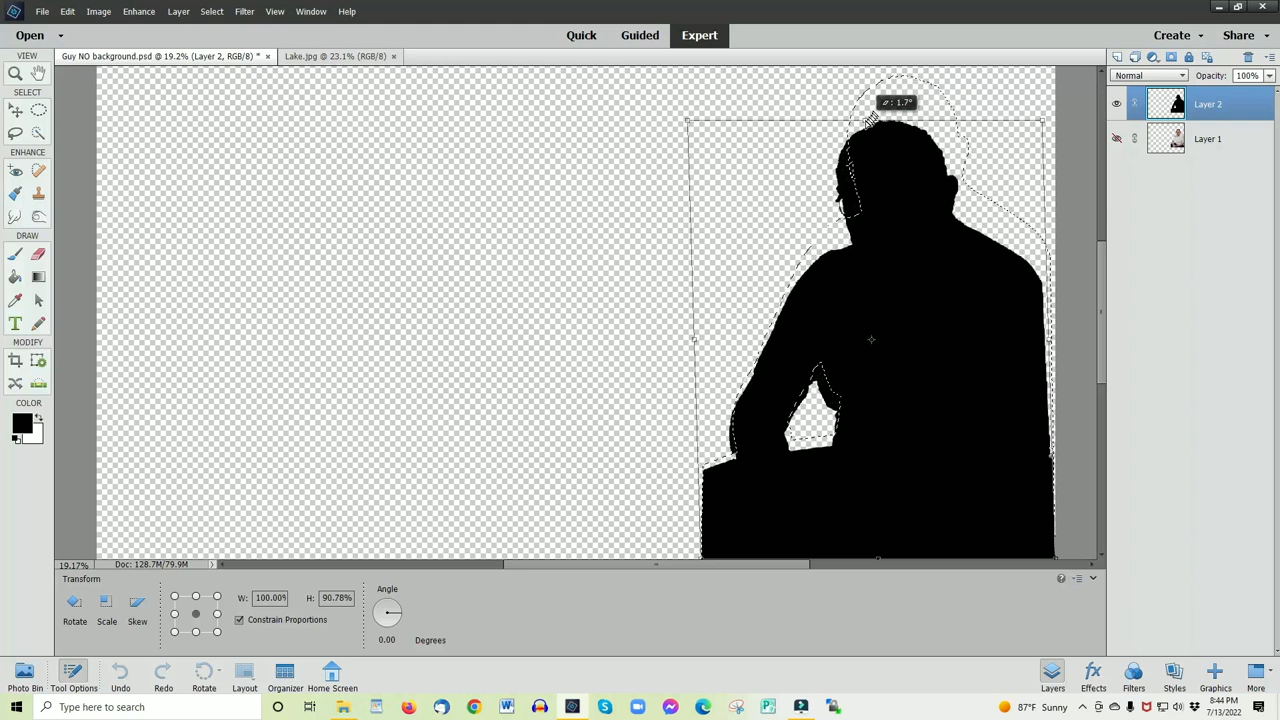 File Edit Image Enhance Layer Select Filter View Window Help
Open Quick Guided Expert Create Share
VIEW Guy NO background.psd @ 19.2% (Layer 2, RGB/8) * × Lake.jpg @ 23.1% (RGB/8) ×
Normal Opacity: 100%
SELECT
: 1.7°
Layer 2
Layer 1
ENHANCE
DRAW
T
MODIFY
COLOR
19.17% Doc: 128.7M/79.9M
Transform
Angle
W: 100.00% H: 90.78%
Rotate Scale Skew Constrain Proportions
0.00 Degrees
Photo Bin Tool Options Undo Redo Rotate Layout Organizer Home Screen Layers Effects Filters Styles Graphics More
Type here to search
87°F Sunny
8:44 PM
7/13/2022